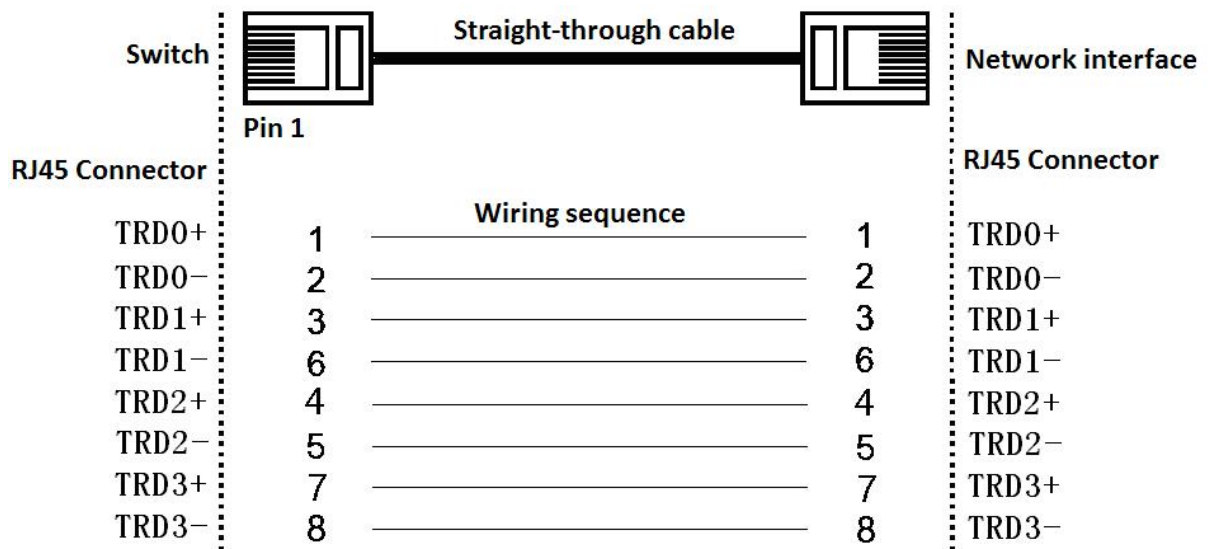 Straight-through cable
Switch
Network interface
Pin 1
RJ45 Connector
RJ45 Connector
Wiring sequence
TRD0+ 1 1 TRD0+
TRD0− 2 2 TRD0−
TRD1+ 3 3 TRD1+
TRD1− 6 6 TRD1−
TRD2+ 4 4 TRD2+
TRD2− 5 5 TRD2−
TRD3+ 7 7 TRD3+
TRD3− 8 8 TRD3−